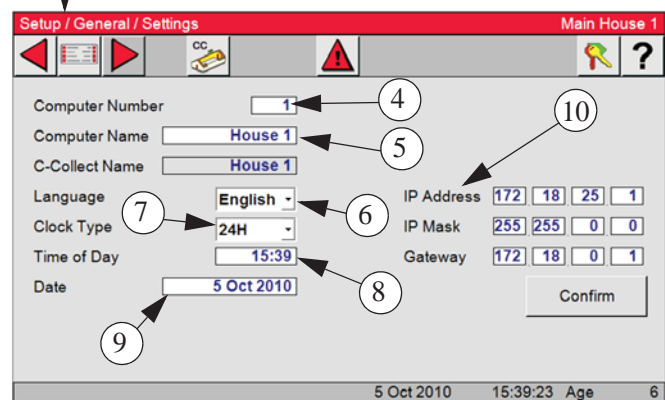 Setup / General / Settings Main House 1
CC ?
Computer Number 1 4 10
Computer Name House 1 5
C-Collect Name House 1
Language English 6 IP Address 172 18 25 1
7 Clock Type 24H IP Mask 255 255 0 0
Time of Day 15:39 8 Gateway 172 18 0 1
Date 5 Oct 2010 Confirm
9
5 Oct 2010 15:39:23 Age 6